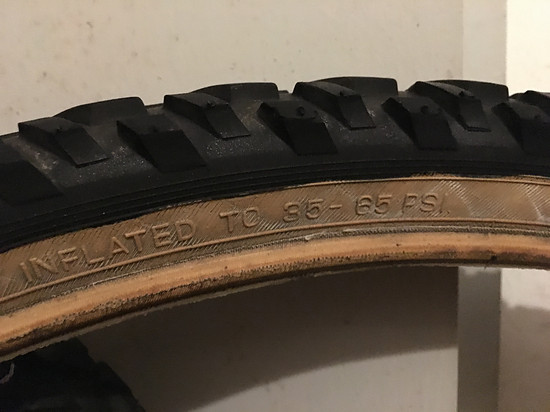 INFLATED TO 35-65 PSI.